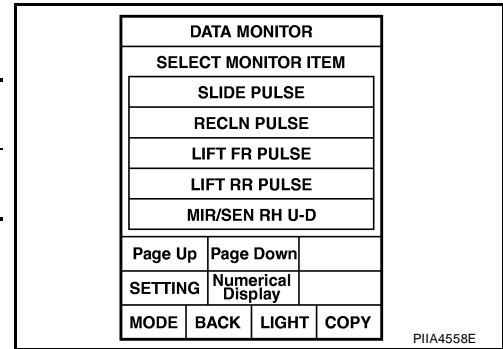 DATA MONITOR
SELECT MONITOR ITEM
SLIDE PULSE
RECLN PULSE
LIFT FR PULSE
LIFT RR PULSE
MIR/SEN RH U-D
Page Up Page Down
SETTING Numerical Display
MODE BACK LIGHT COPY
PIIA4558E